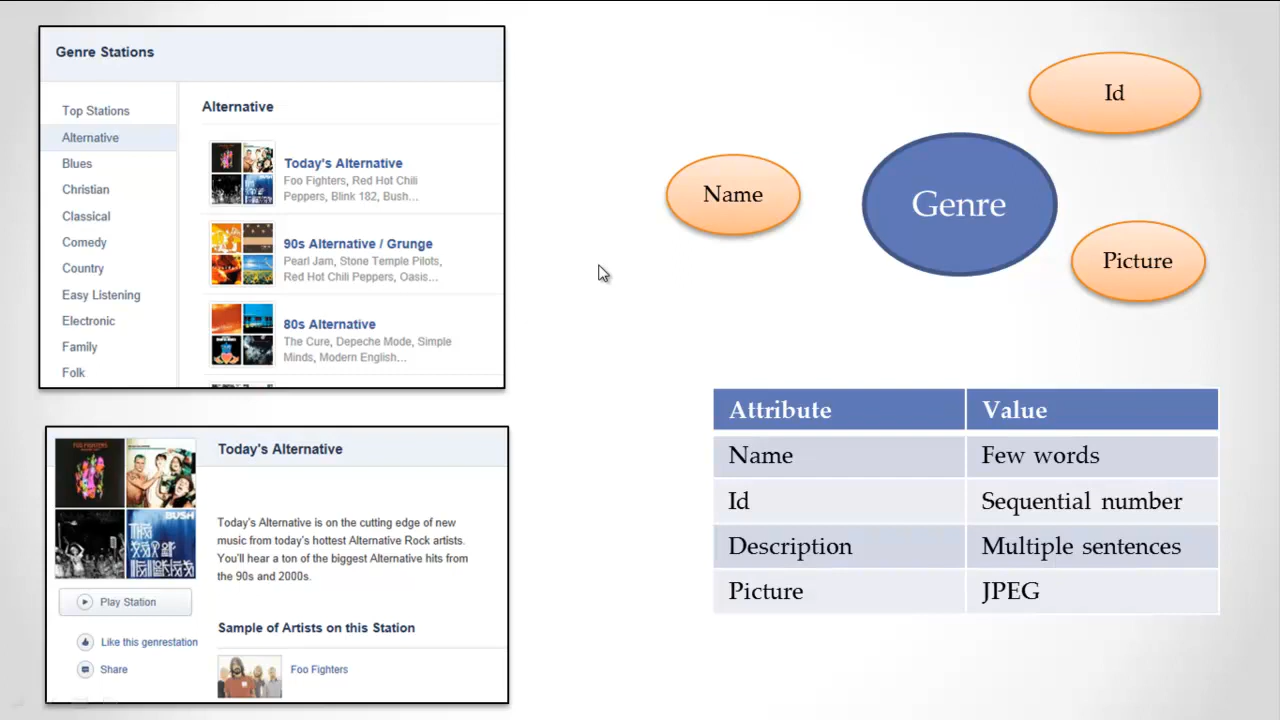 Genre Stations
Top Stations
Alternative
Blues
Christian
Classical
Comedy
Country
Easy Listening
Electronic
Family
Folk
Alternative
Today's Alternative
Foo Fighters, Red Hot Chili
Peppers, Blink 182, Bush...
90s Alternative / Grunge
Pearl Jam, Stone Temple Pilots,
Red Hot Chili Peppers, Oasis...
80s Alternative
The Cure, Depeche Mode, Simple
Minds, Modern English...
FOO FIGHTERS
BUSH
Play Station
Like this genrestation
Share
Today's Alternative
Today's Alternative is on the cutting edge of new
music from today's hottest Alternative Rock artists.
You'll hear a ton of the biggest Alternative hits from
the 90s and 2000s.
Sample of Artists on this Station
Foo Fighters
Id
Name
Genre
Picture
Attribute Value
Name Few words
Id Sequential number
Description Multiple sentences
Picture JPEG